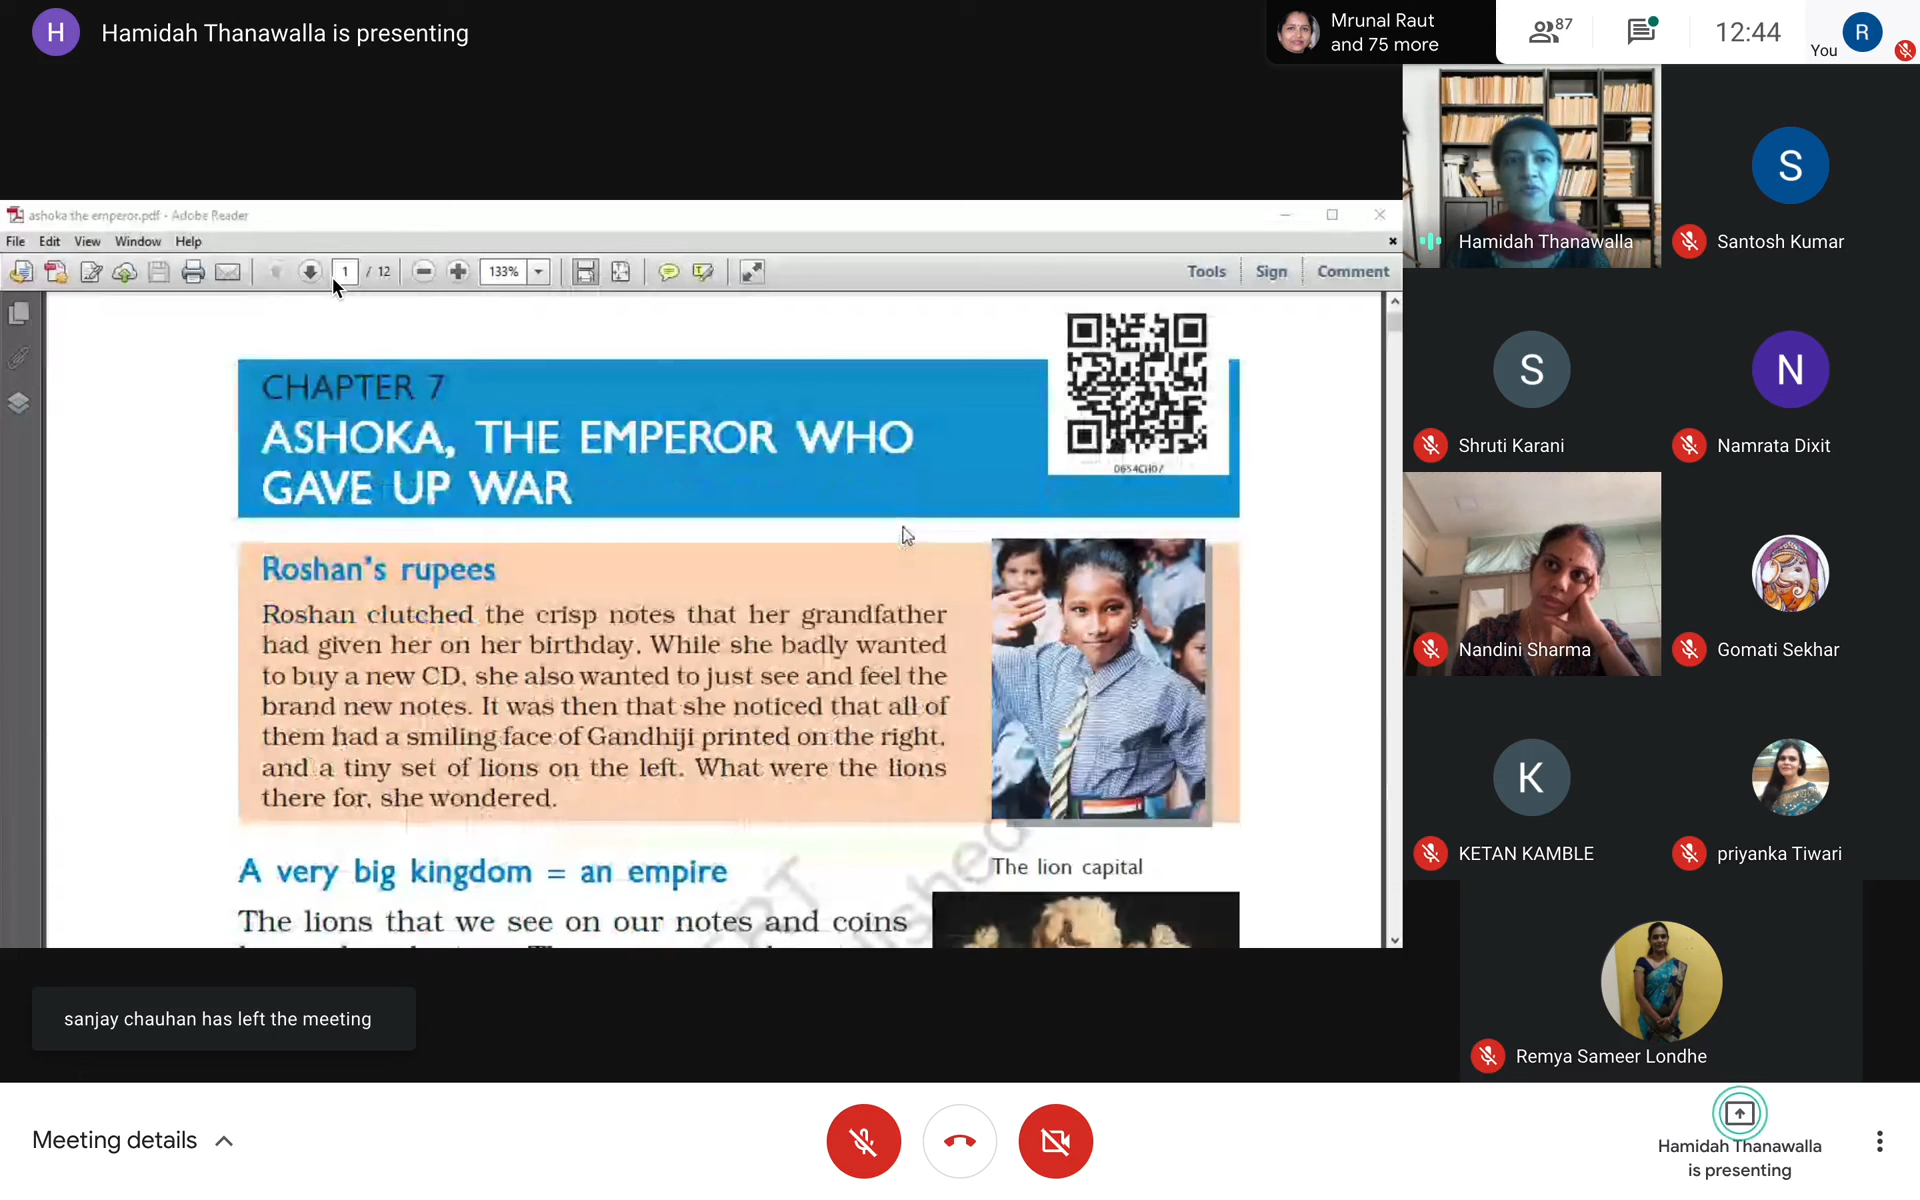 H Hamidah Thanawalla is presenting
Mrunal Raut
and 75 more
87
12:44
You
R
ashoka the emperor.pdf - Adobe Reader
File Edit View Window Help
1 / 12
133%
Tools Sign Comment
CHAPTER 7
ASHOKA, THE EMPEROR WHO
GAVE UP WAR
0654CH07
Roshan's rupees
Roshan clutched the crisp notes that her grandfather
had given her on her birthday. While she badly wanted
to buy a new CD, she also wanted to just see and feel the
brand new notes. It was then that she noticed that all of
them had a smiling face of Gandhiji printed on the right,
and a tiny set of lions on the left. What were the lions
there for, she wondered.
A very big kingdom = an empire
The lion capital
The lions that we see on our notes and coins
Hamidah Thanawalla
S
Santosh Kumar
S
Shruti Karani
N
Namrata Dixit
Nandini Sharma
Gomati Sekhar
K
KETAN KAMBLE
priyanka Tiwari
Remya Sameer Londhe
sanjay chauhan has left the meeting
Meeting details
Hamidah Thanawalla
is presenting